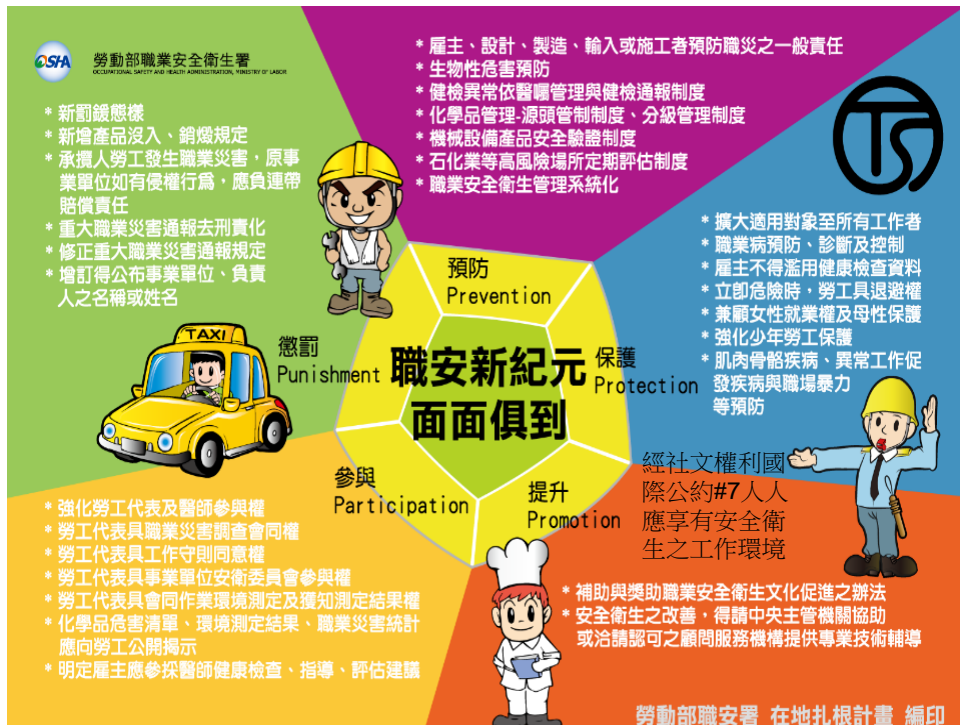 OSHA
勞動部職業安全衛生署
OCCUPATIONAL SAFETY AND HEALTH ADMINISTRATION, MINISTRY OF LABOR
* 新罰鍰態樣
* 新增產品沒入、銷燬規定
* 承攬人勞工發生職業災害，原事
業單位如有侵權行為，應負連帶
賠償責任
* 重大職業災害通報去刑責化
* 修正重大職業災害通報規定
* 增訂得公布事業單位、負責
人之名稱或姓名
* 雇主、設計、製造、輸入或施工者預防職災之一般責任
* 生物性危害預防
* 健檢異常依醫囑管理與健檢通報制度
* 化學品管理-源頭管制制度、分級管理制度
* 機械設備產品安全驗證制度
* 石化業等高風險場所定期評估制度
* 職業安全衛生管理系統化
TS
* 擴大適用對象至所有工作者
* 職業病預防、診斷及控制
* 雇主不得濫用健康檢查資料
* 立即危險時，勞工具退避權
* 兼顧女性就業權及母性保護
* 強化少年勞工保護
* 肌肉骨骼疾病、異常工作促
發疾病與職場暴力
等預防
預防
Prevention
TAXI
懲罰
Punishment
職安新紀元
面面俱到
保護
Protection
參與
Participation
提升
Promotion
經社文權利國
際公約#7人人
應享有安全衛
生之工作環境
* 強化勞工代表及醫師參與權
* 勞工代表具職業災害調查會同權
* 勞工代表具工作守則同意權
* 勞工代表具事業單位安衛委員會參與權
* 勞工代表具會同作業環境測定及獲知測定結果權
* 化學品危害清單、環境測定結果、職業災害統計
應向勞工公開揭示
* 明定雇主應參採醫師健康檢查、指導、評估建議
* 補助與獎助職業安全衛生文化促進之辦法
* 安全衛生之改善，得請中央主管機關協助
或洽請認可之顧問服務機構提供專業技術輔導
勞動部職安署 在地扎根計畫 編印